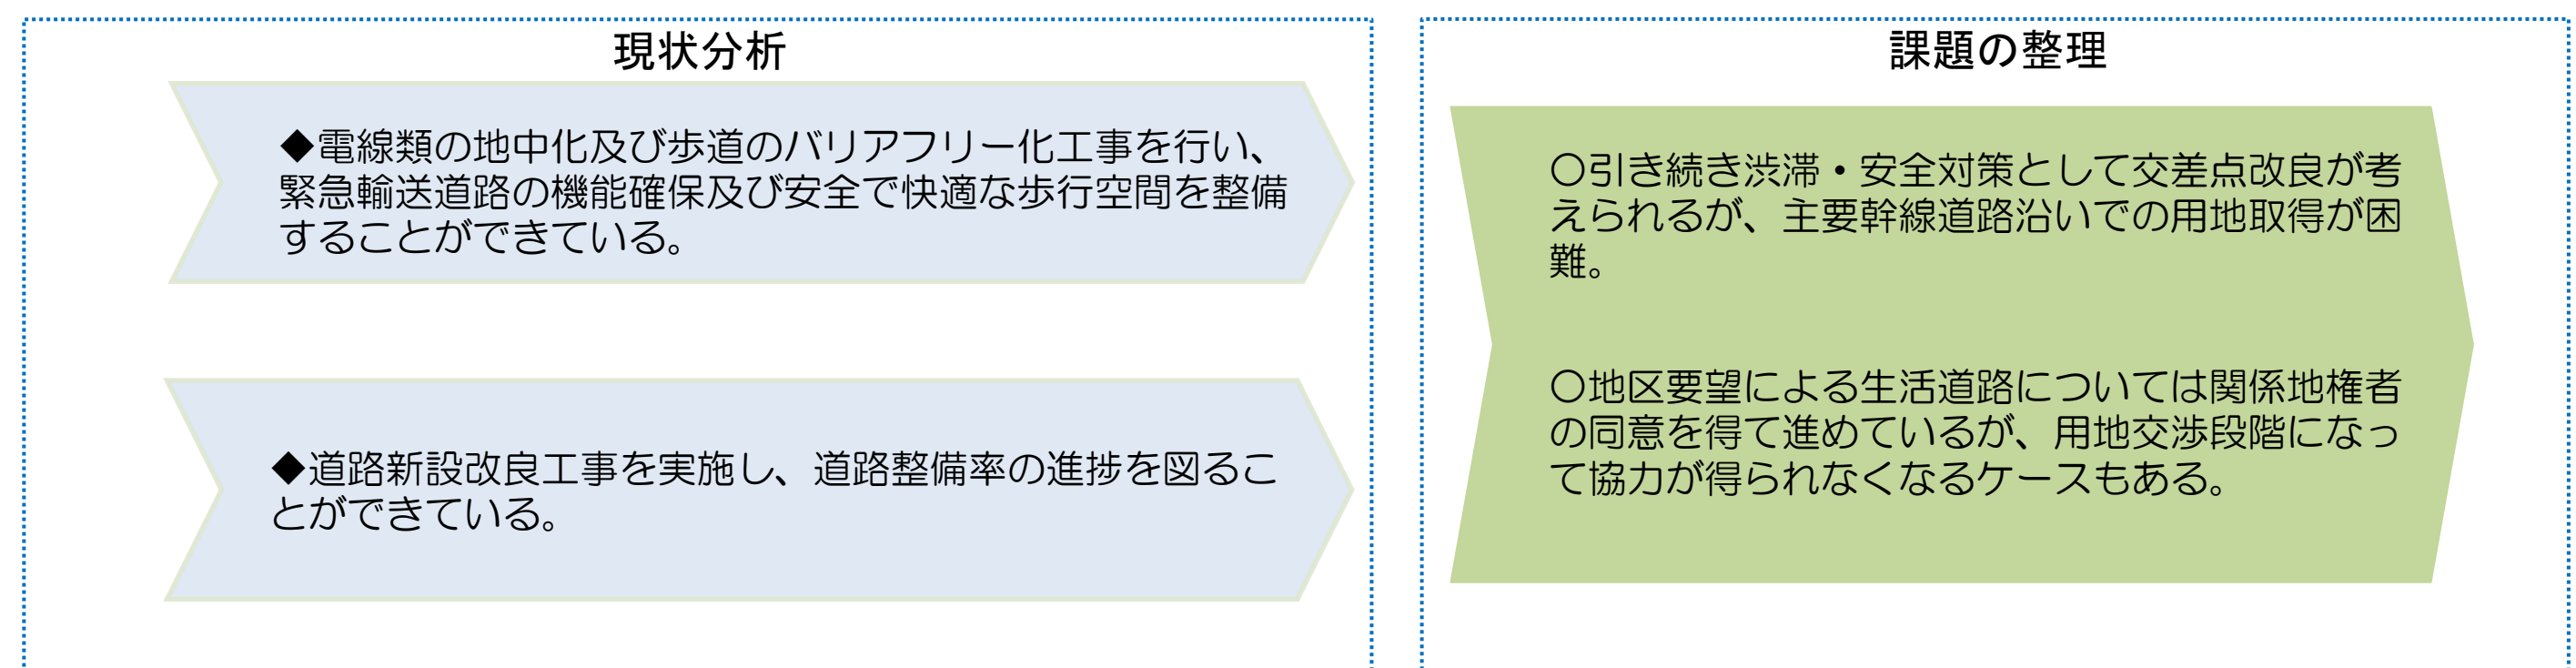 現状分析
◆電線類の地中化及び歩道のバリアフリー化工事を行い、
緊急輸送道路の機能確保及び安全で快適な歩行空間を整備
することができている。
◆道路新設改良工事を実施し、道路整備率の進捗を図るこ
とができている。
課題の整理
〇引き続き渋滞・安全対策として交差点改良が考
えられるが、主要幹線道路沿いでの用地取得が困
難。
〇地区要望による生活道路については関係地権者
の同意を得て進めているが、用地交渉段階になっ
て協力が得られなくなるケースもある。